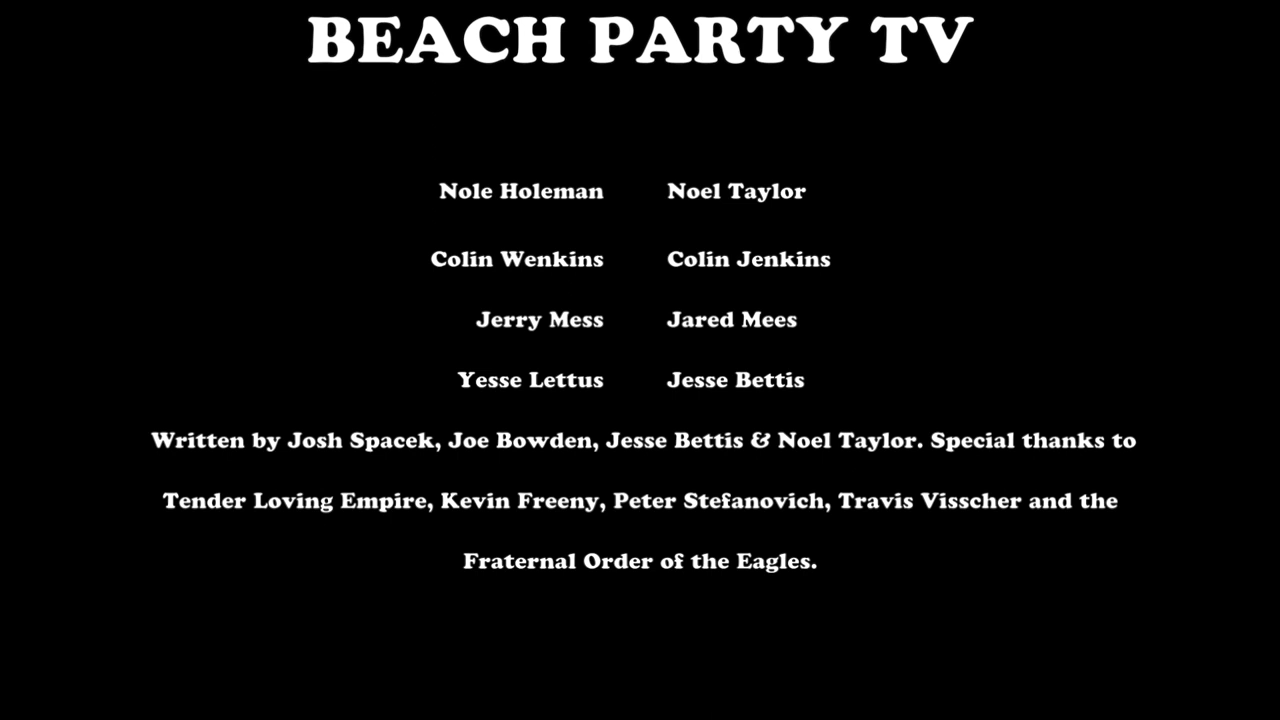 BEACH PARTY TV
Nole Holeman Noel Taylor
Colin Wenkins Colin Jenkins
Jerry Mess Jared Mees
Yesse Lettus Jesse Bettis
Written by Josh Spacek, Joe Bowden, Jesse Bettis & Noel Taylor. Special thanks to
Tender Loving Empire, Kevin Freeny, Peter Stefanovich, Travis Visscher and the
Fraternal Order of the Eagles.